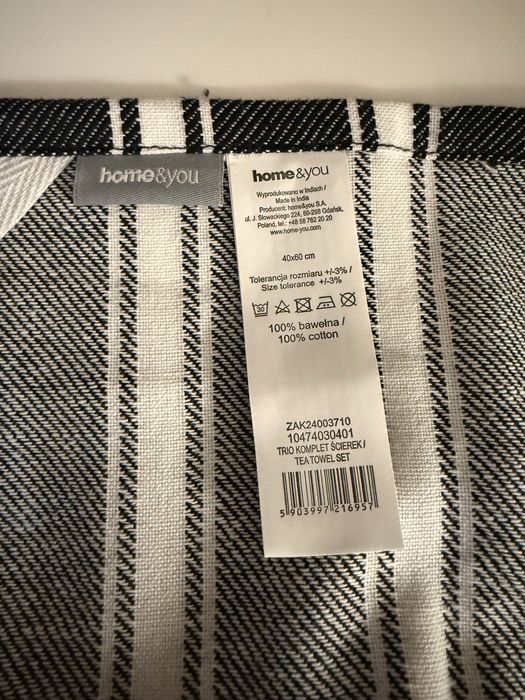 home&you
home&you
Wyprodukowano w Indiach /
Made in India
Producent: home&you S.A.
ul. J. Słowackiego 224, 80-298 Gdańsk,
Poland, tel.: +48 58 762 20 20
www.home-you.com
40x60 cm
Tolerancja rozmiaru +/-3% /
Size tolerance +/-3%
30
100% bawełna /
100% cotton
ZAK24003710
10474030401
TRIO KOMPLET ŚCIEREK /
TEA TOWEL SET
5 903997 216957